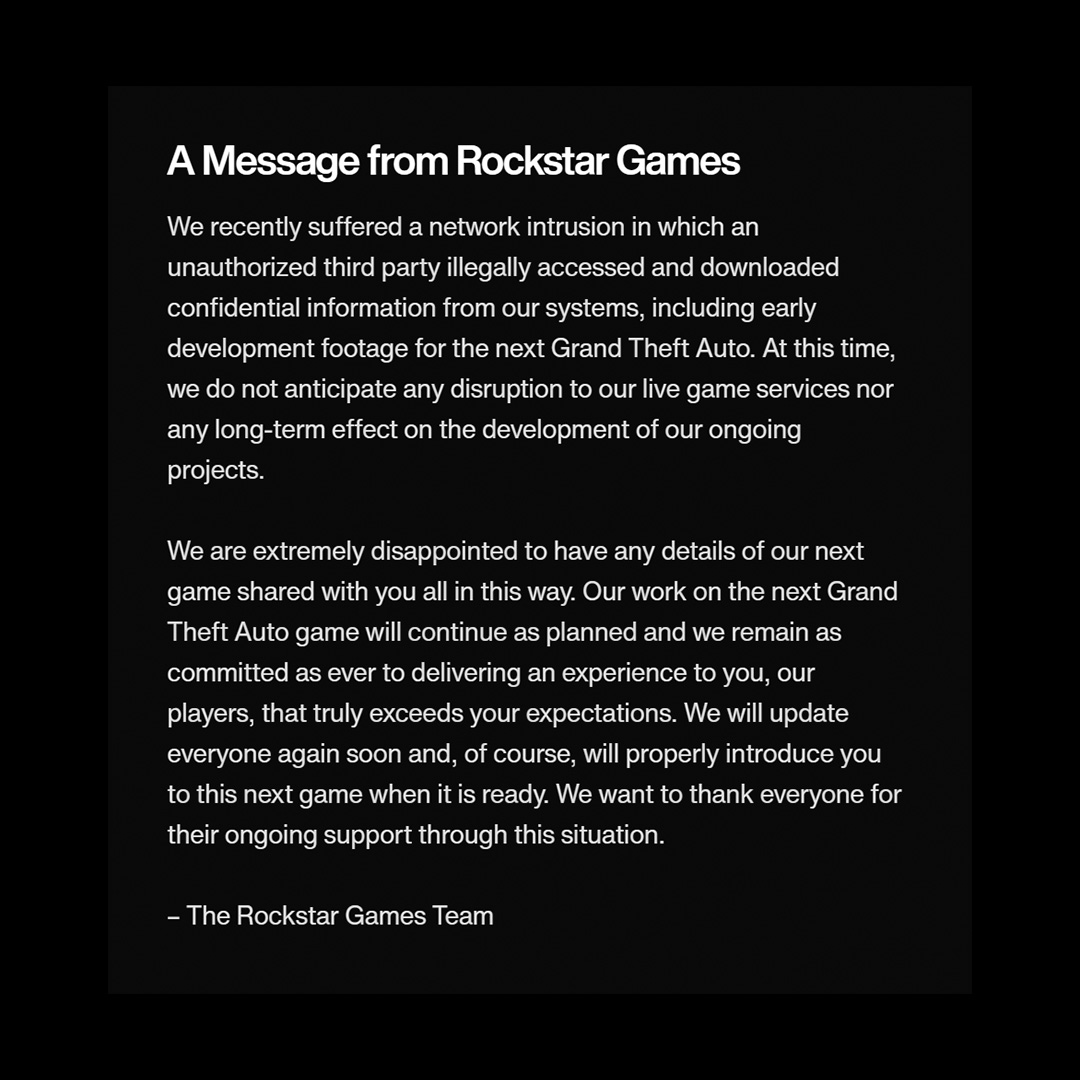 A Message from Rockstar Games
We recently suffered a network intrusion in which an
unauthorized third party illegally accessed and downloaded
confidential information from our systems, including early
development footage for the next Grand Theft Auto. At this time,
we do not anticipate any disruption to our live game services nor
any long-term effect on the development of our ongoing
projects.
We are extremely disappointed to have any details of our next
game shared with you all in this way. Our work on the next Grand
Theft Auto game will continue as planned and we remain as
committed as ever to delivering an experience to you, our
players, that truly exceeds your expectations. We will update
everyone again soon and, of course, will properly introduce you
to this next game when it is ready. We want to thank everyone for
their ongoing support through this situation.
– The Rockstar Games Team